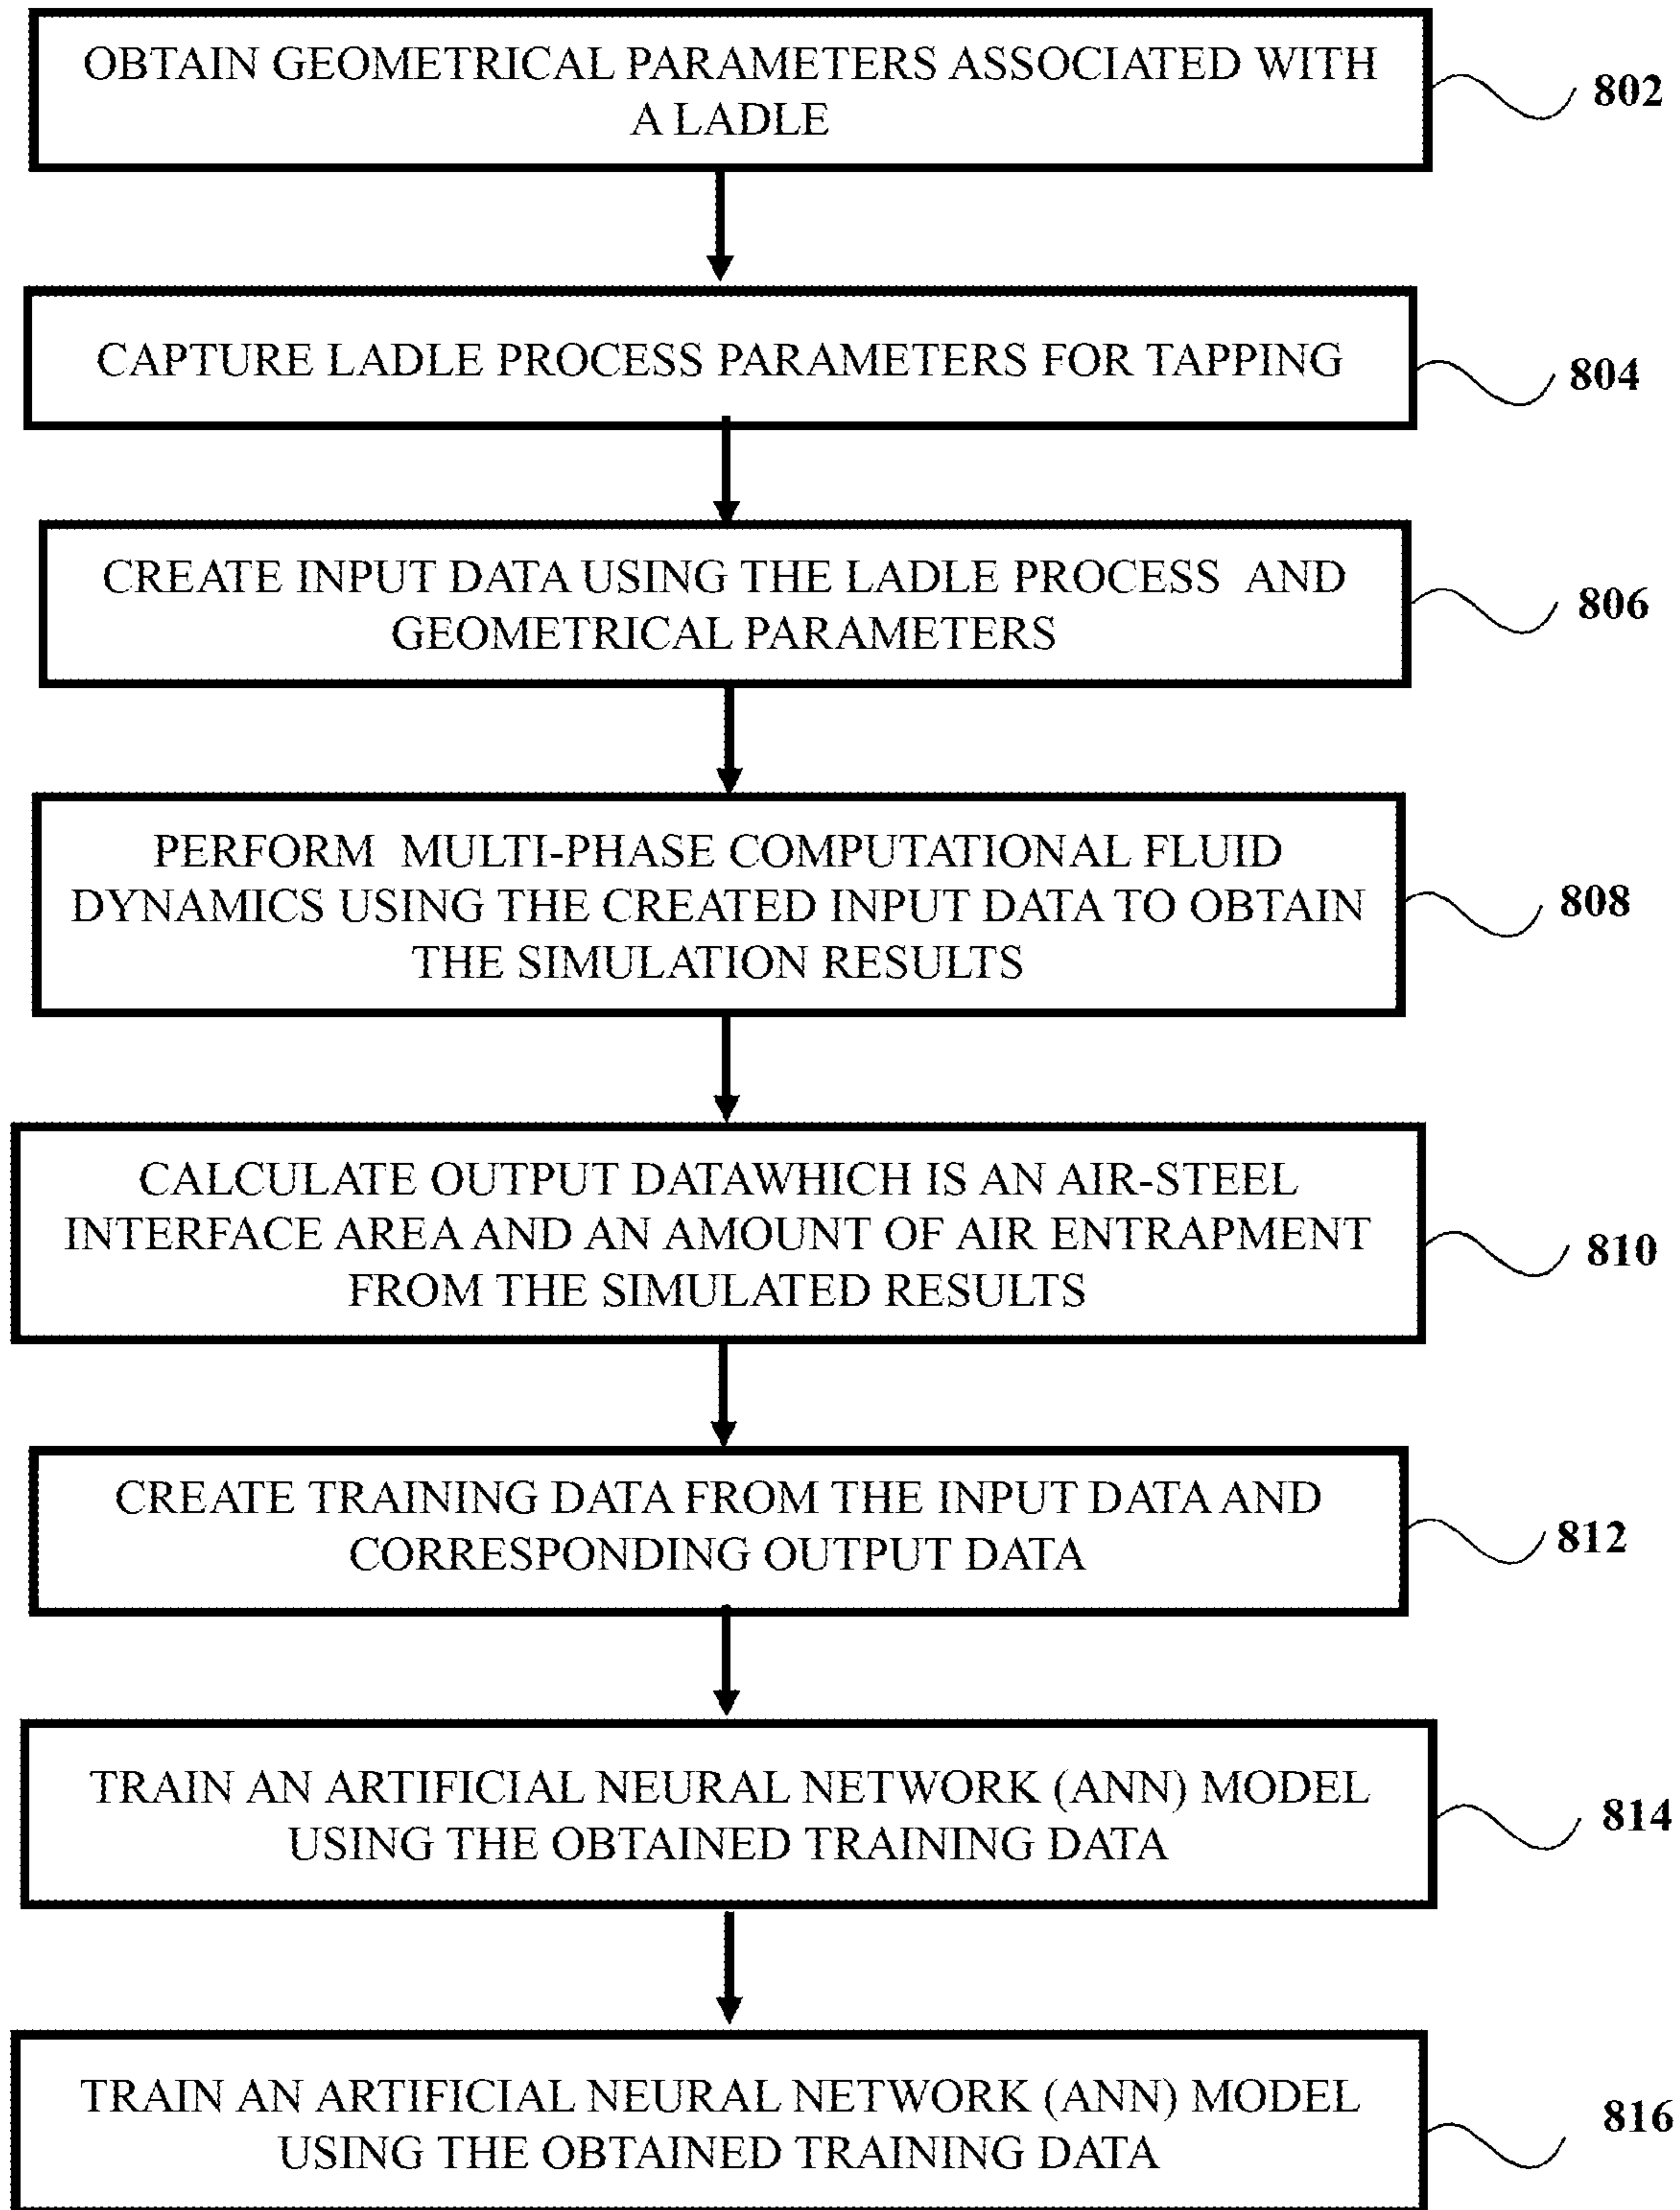 OBTAIN GEOMETRICAL PARAMETERS ASSOCIATED WITH
A LADLE
802
CAPTURE LADLE PROCESS PARAMETERS FOR TAPPING
804
CREATE INPUT DATA USING THE LADLE PROCESS AND
GEOMETRICAL PARAMETERS
806
PERFORM MULTI-PHASE COMPUTATIONAL FLUID
DYNAMICS USING THE CREATED INPUT DATA TO OBTAIN
THE SIMULATION RESULTS
808
CALCULATE OUTPUT DATAWHICH IS AN AIR-STEEL
INTERFACE AREA AND AN AMOUNT OF AIR ENTRAPMENT
FROM THE SIMULATED RESULTS
810
CREATE TRAINING DATA FROM THE INPUT DATA AND
CORRESPONDING OUTPUT DATA
812
TRAIN AN ARTIFICIAL NEURAL NETWORK (ANN) MODEL
USING THE OBTAINED TRAINING DATA
814
TRAIN AN ARTIFICIAL NEURAL NETWORK (ANN) MODEL
USING THE OBTAINED TRAINING DATA
816